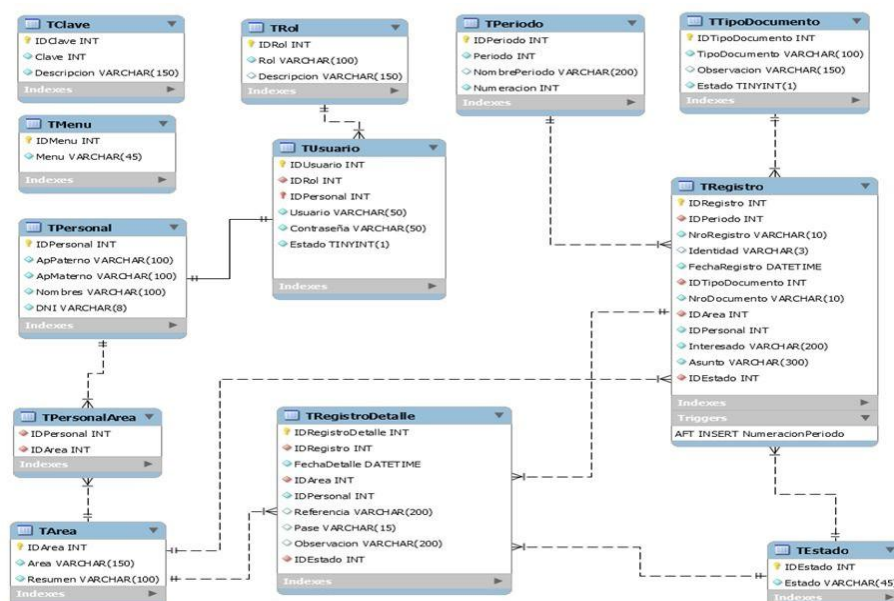 TClave
IDClave INT
Clave INT
Descripcion VARCHAR(150)
Indexes
TRol
IDRol INT
Rol VARCHAR(100)
Descripcion VARCHAR(150)
Indexes
TPeriodo
IDPeriodo INT
Periodo INT
NombrePeriodo VARCHAR(200)
Numeracion INT
Indexes
TTipoDocumento
IDTipoDocumento INT
TipoDocumento VARCHAR(100)
Observacion VARCHAR(150)
Estado TINYINT(1)
Indexes
TMenu
IDMenu INT
Menu VARCHAR(45)
Indexes
TUsuario
IDUsuario INT
IDRol INT
IDPersonal INT
Usuario VARCHAR(50)
Contraseña VARCHAR(50)
Estado TINYINT(1)
Indexes
TRegistro
IDRegistro INT
IDPeriodo INT
NroRegistro VARCHAR(10)
Identidad VARCHAR(3)
FechaRegistro DATETIME
IDTipoDocumento INT
NroDocumento VARCHAR(10)
IDArea INT
IDPersonal INT
Interesado VARCHAR(200)
Asunto VARCHAR(300)
IDEstado INT
Indexes
Triggers
AFT INSERT NumeracionPeriodo
TPersonal
IDPersonal INT
ApPaterno VARCHAR(100)
ApMaterno VARCHAR(100)
Nombres VARCHAR(100)
DNI VARCHAR(8)
Indexes
TPersonalArea
IDPersonal INT
IDArea INT
Indexes
TRegistroDetalle
IDRegistroDetalle INT
IDRegistro INT
FechaDetalle DATETIME
IDArea INT
IDPersonal INT
Referencia VARCHAR(200)
Pase VARCHAR(15)
Observacion VARCHAR(200)
IDEstado INT
Indexes
TArea
IDArea INT
Area VARCHAR(150)
Resumen VARCHAR(100)
Indexes
TEstado
IDEstado INT
Estado VARCHAR(45)
Indexes